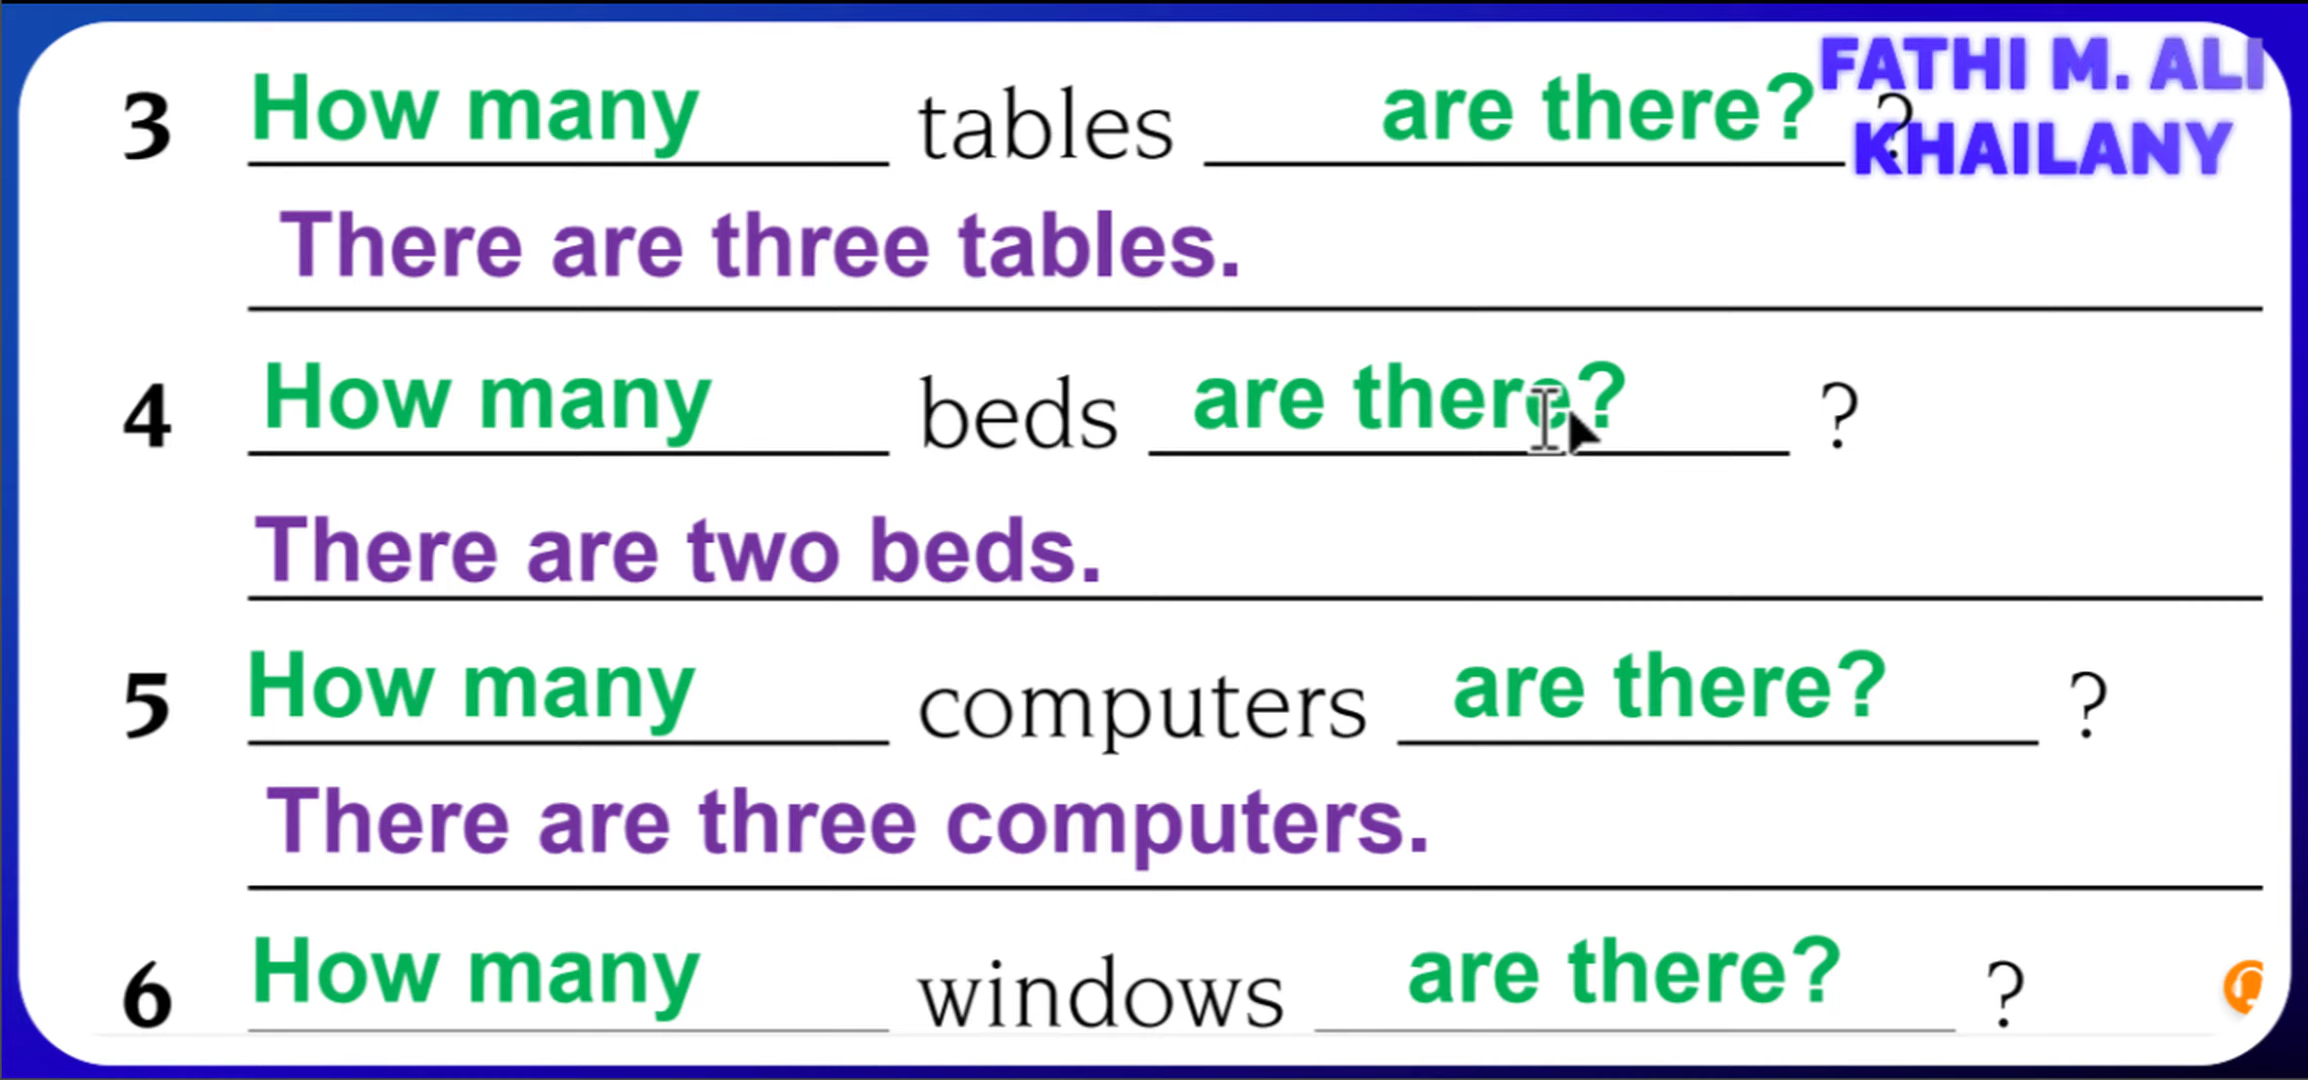 FATHI M. ALI
KHAILANY
3 How many tables are there? ?
There are three tables.
4 How many beds are there? ?
There are two beds.
5 How many computers are there? ?
There are three computers.
6 How many windows are there? ?